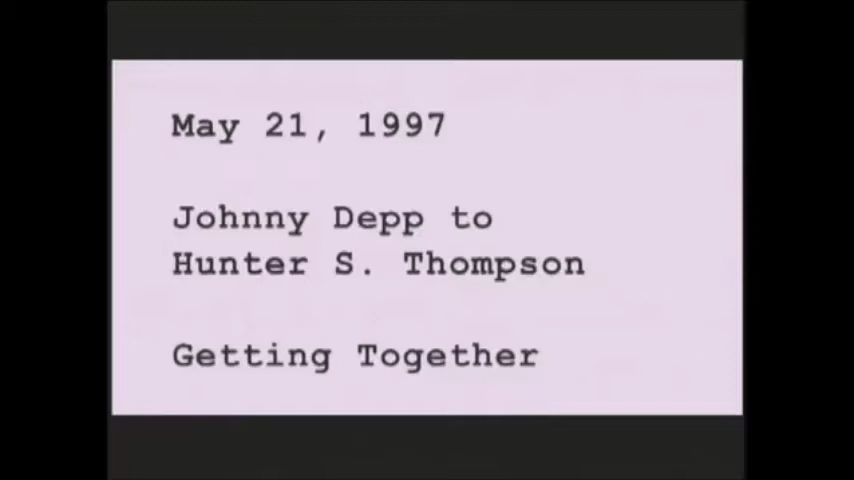 May 21, 1997
Johnny Depp to
Hunter S. Thompson
Getting Together